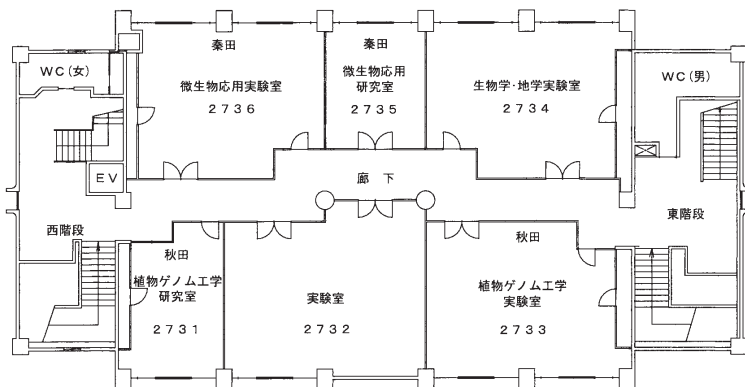 WC(女)
EV
西階段
秦田
微生物応用実験室
2736
秦田
微生物応用
研究室
2735
生物学・地学実験室
2734
WC(男)
廊下
東階段
秋田
植物ゲノム工学
研究室
2731
実験室
2732
秋田
植物ゲノム工学
実験室
2733